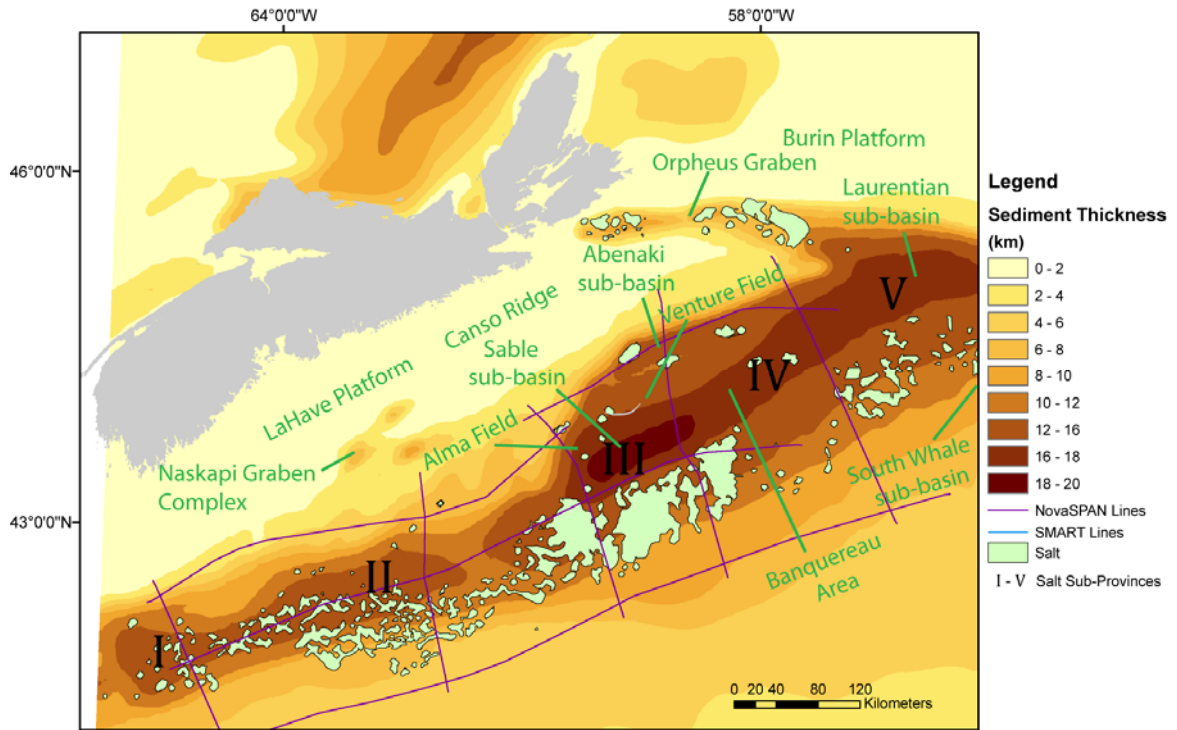 64°0'0"W
58°0'0"W
46°0'0"N
43°0'0"N
Burin Platform
Orpheus Graben
Laurentian
sub-basin
Abenaki
sub-basin
Venture Field
Canso Ridge
Sable
sub-basin
LaHave Platform
Alma Field
Naskapi Graben
Complex
South Whale
sub-basin
Banquereau
Area
I
II
III
IV
V
0 20 40 80 120
Kilometers
Legend
Sediment Thickness
(km)
0 - 2
2 - 4
4 - 6
6 - 8
8 - 10
10 - 12
12 - 16
16 - 18
18 - 20
NovaSPAN Lines
SMART Lines
Salt
I - V Salt Sub-Provinces